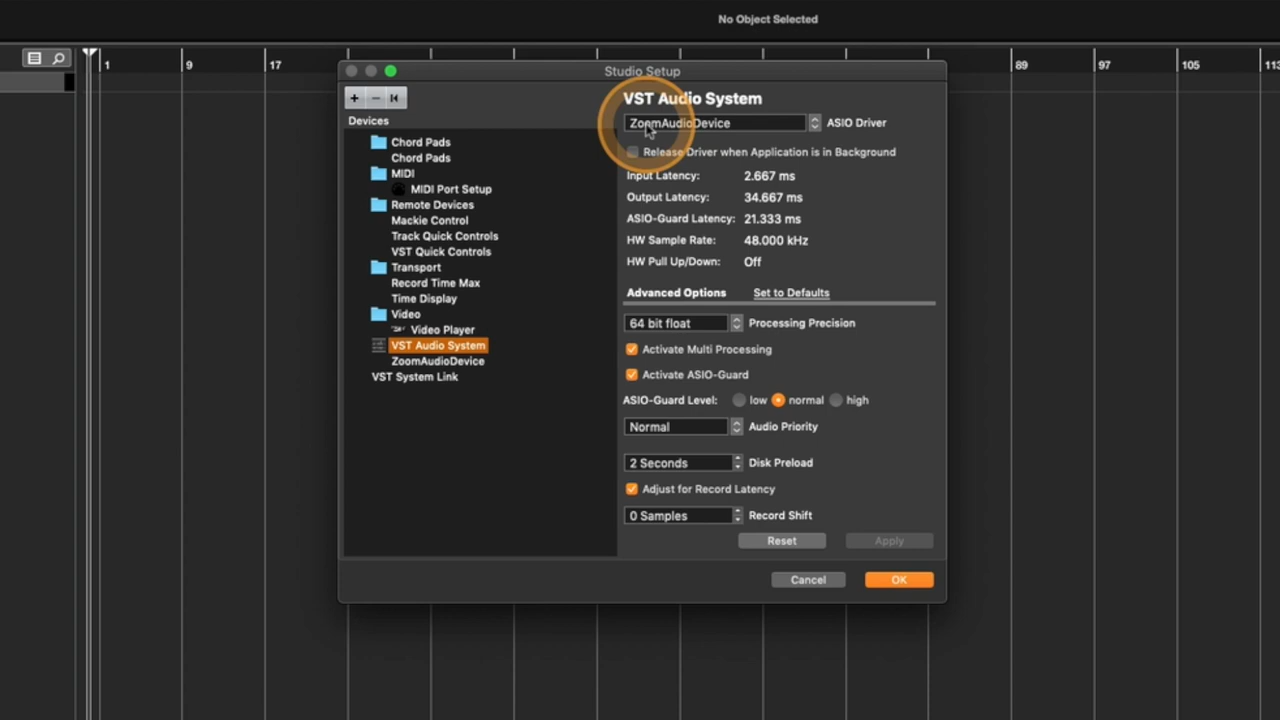 No Object Selected
1 9 17 89 97 105 113
Studio Setup
+ −
Devices
Chord Pads
Chord Pads
MIDI
MIDI Port Setup
Remote Devices
Mackie Control
Track Quick Controls
VST Quick Controls
Transport
Record Time Max
Time Display
Video
Video Player
VST Audio System
ZoomAudioDevice
VST System Link
VST Audio System
ZoomAudioDevice ASIO Driver
Release Driver when Application is in Background
Input Latency: 2.667 ms
Output Latency: 34.667 ms
ASIO-Guard Latency: 21.333 ms
HW Sample Rate: 48.000 kHz
HW Pull Up/Down: Off
Advanced Options Set to Defaults
64 bit float Processing Precision
Activate Multi Processing
Activate ASIO-Guard
ASIO-Guard Level: low normal high
Normal Audio Priority
2 Seconds Disk Preload
Adjust for Record Latency
0 Samples Record Shift
Reset Apply
Cancel OK